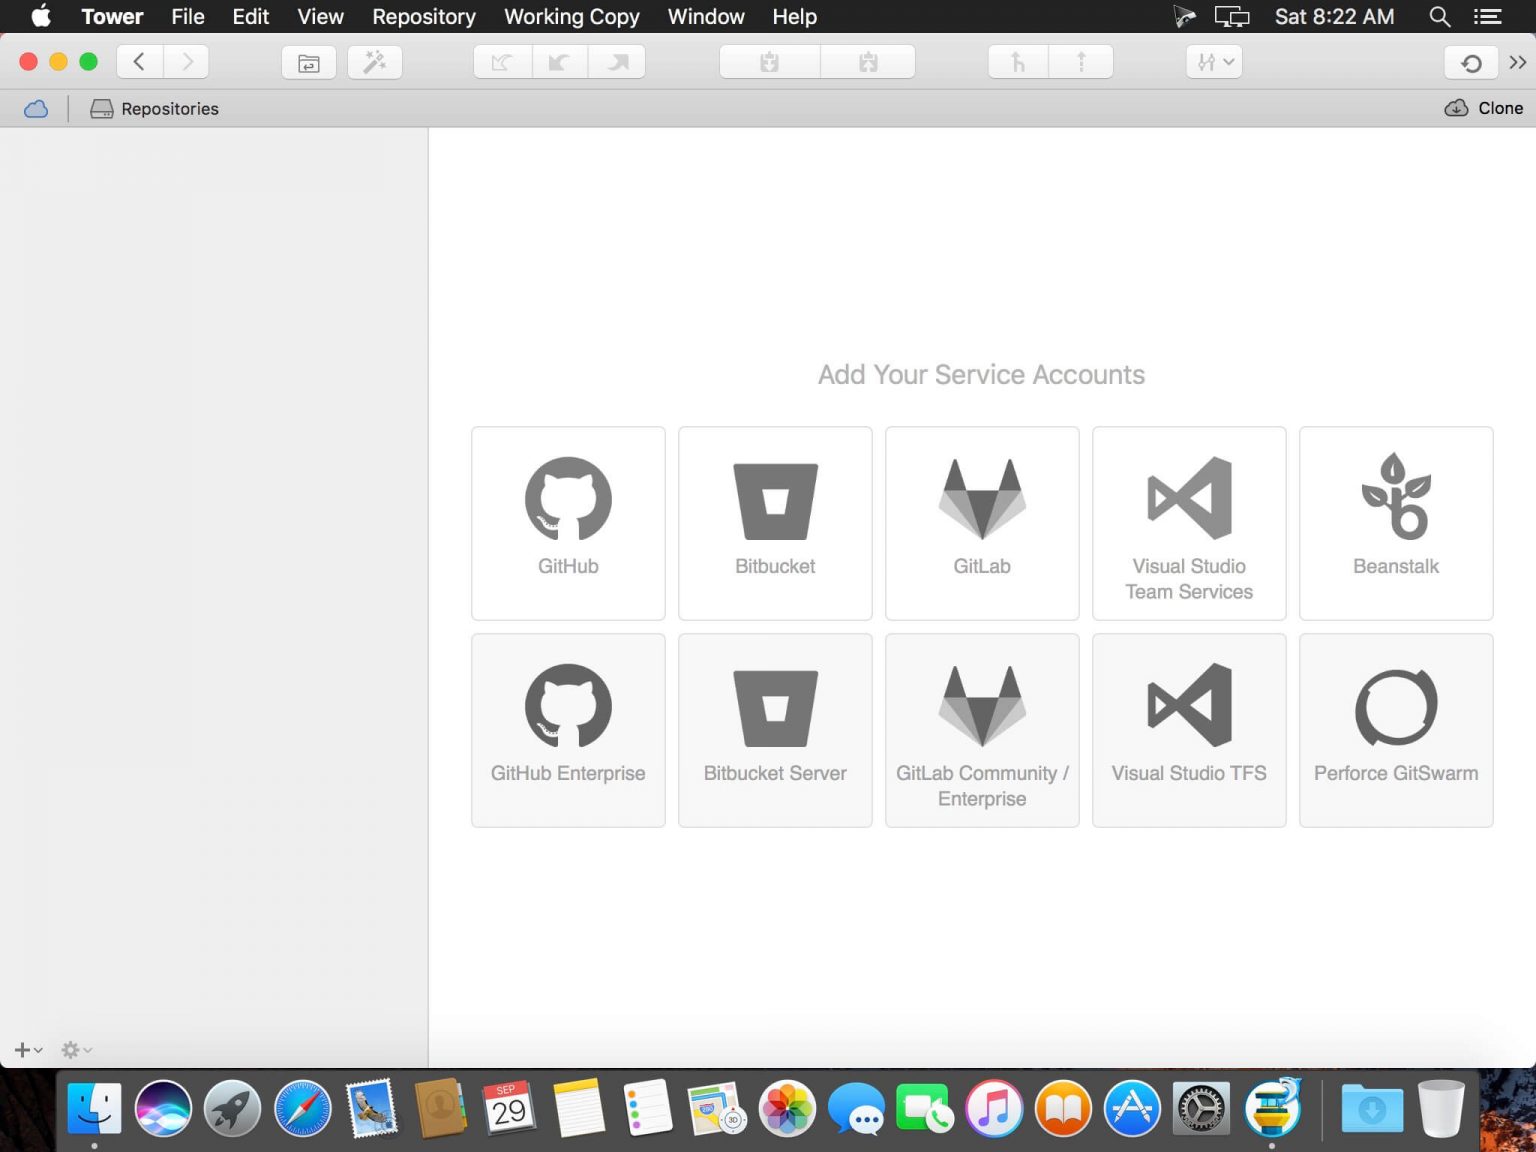 Tower File Edit View Repository Working Copy Window Help Sat 8:22 AM
Repositories Clone
Add Your Service Accounts
GitHub
Bitbucket
GitLab
Visual Studio
Team Services
Beanstalk
GitHub Enterprise
Bitbucket Server
GitLab Community /
Enterprise
Visual Studio TFS
Perforce GitSwarm
SEP
29
3D